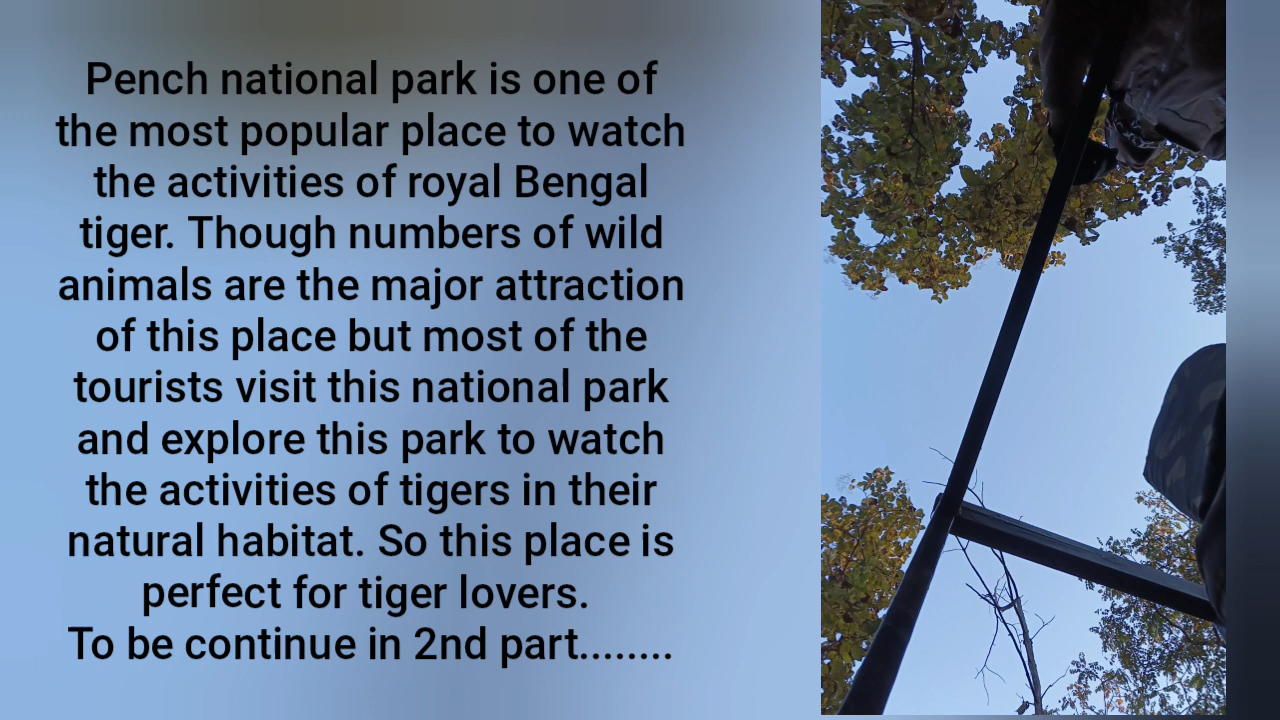 Pench national park is one of
the most popular place to watch
the activities of royal Bengal
tiger. Though numbers of wild
animals are the major attraction
of this place but most of the
tourists visit this national park
and explore this park to watch
the activities of tigers in their
natural habitat. So this place is
perfect for tiger lovers.
To be continue in 2nd part........